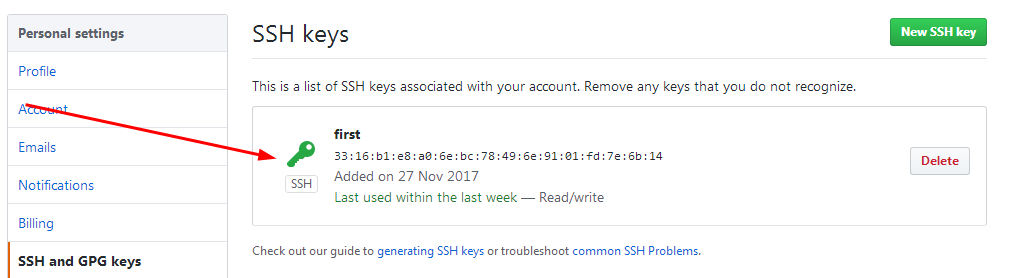 Personal settings
Profile
Account
Emails
Notifications
Billing
SSH and GPG keys
SSH keys
New SSH key
This is a list of SSH keys associated with your account. Remove any keys that you do not recognize.
first
33:16:b1:e8:a0:6e:bc:78:49:6e:91:01:fd:7e:6b:14
Added on 27 Nov 2017
Last used within the last week — Read/write
SSH
Delete
Check out our guide to generating SSH keys or troubleshoot common SSH Problems.